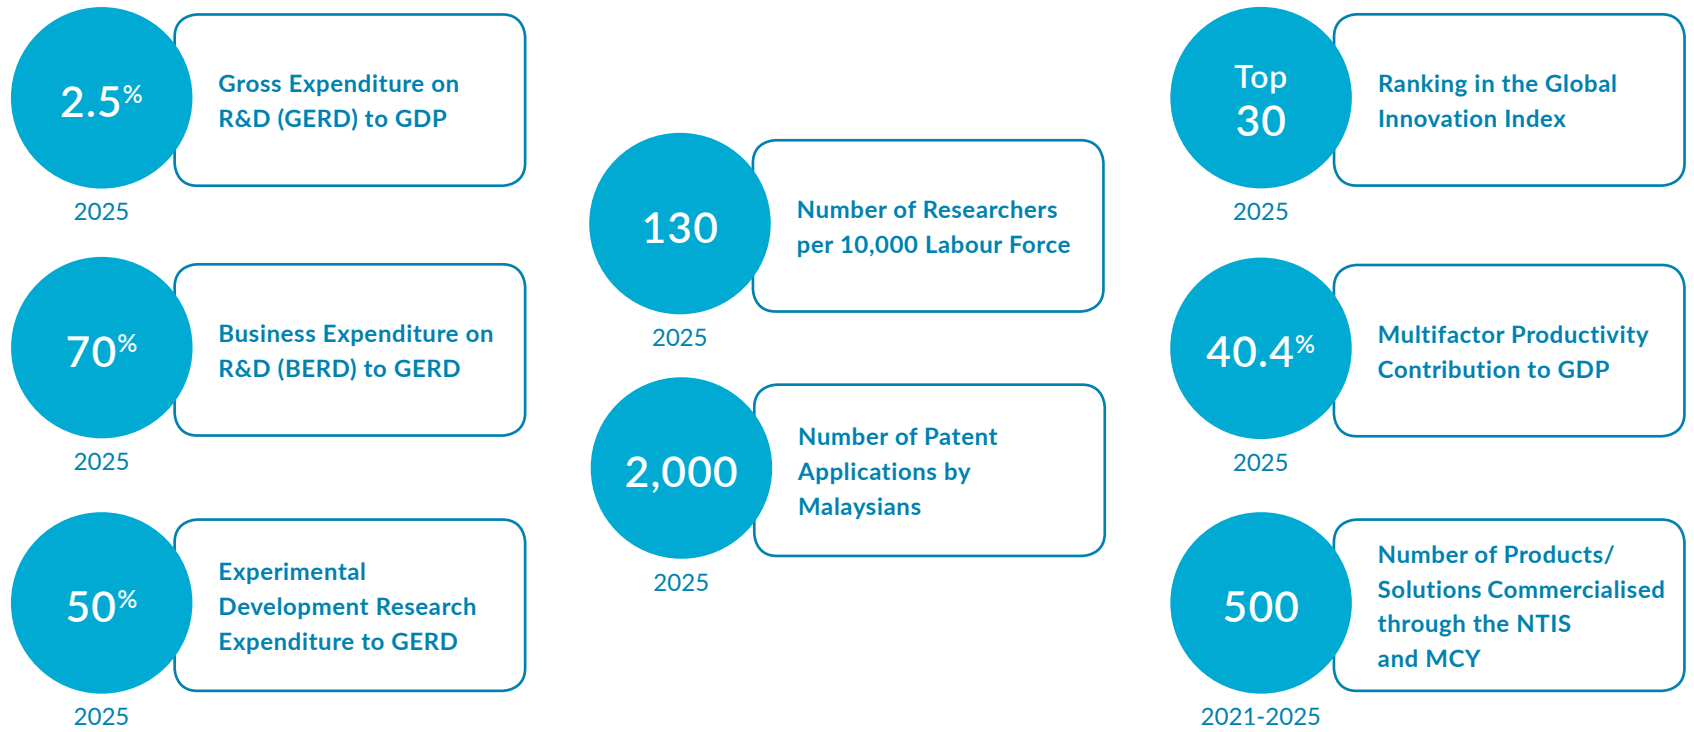 2.5%
Gross Expenditure on
R&D (GERD) to GDP
2025
70%
Business Expenditure on
R&D (BERD) to GERD
2025
50%
Experimental
Development Research
Expenditure to GERD
2025
130
Number of Researchers
per 10,000 Labour Force
2025
2,000
Number of Patent
Applications by
Malaysians
2025
Top
30
Ranking in the Global
Innovation Index
2025
40.4%
Multifactor Productivity
Contribution to GDP
2025
500
Number of Products/
Solutions Commercialised
through the NTIS
and MCY
2021-2025